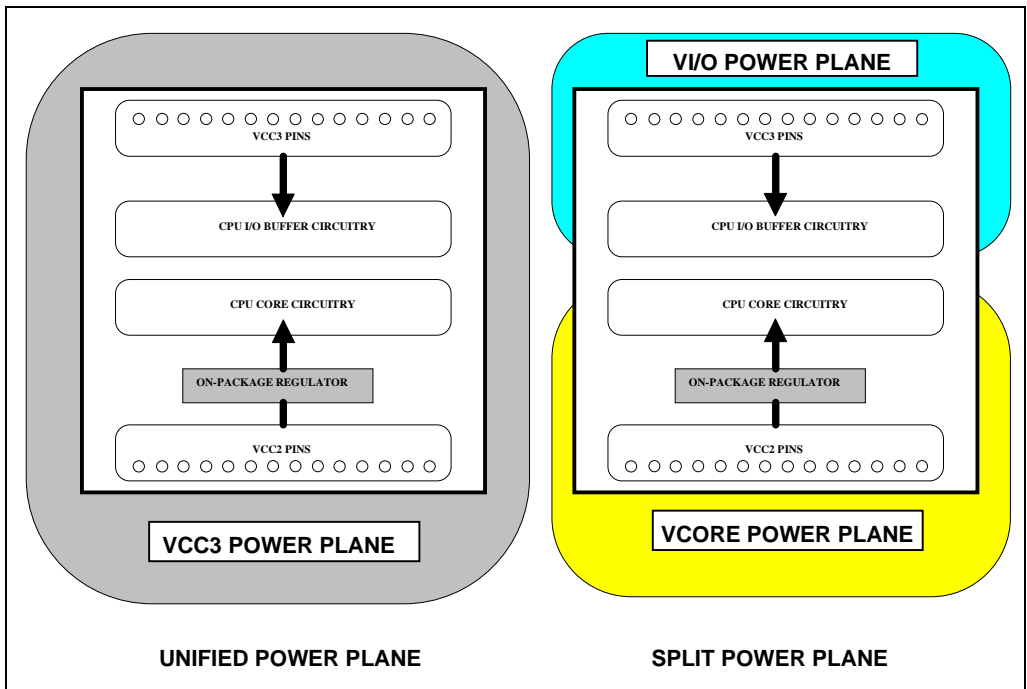 VCC3 PINS
CPU I/O BUFFER CIRCUITRY
CPU CORE CIRCUITRY
ON-PACKAGE REGULATOR
VCC2 PINS
VCC3 POWER PLANE
UNIFIED POWER PLANE
VI/O POWER PLANE
VCC3 PINS
CPU I/O BUFFER CIRCUITRY
CPU CORE CIRCUITRY
ON-PACKAGE REGULATOR
VCC2 PINS
VCORE POWER PLANE
SPLIT POWER PLANE